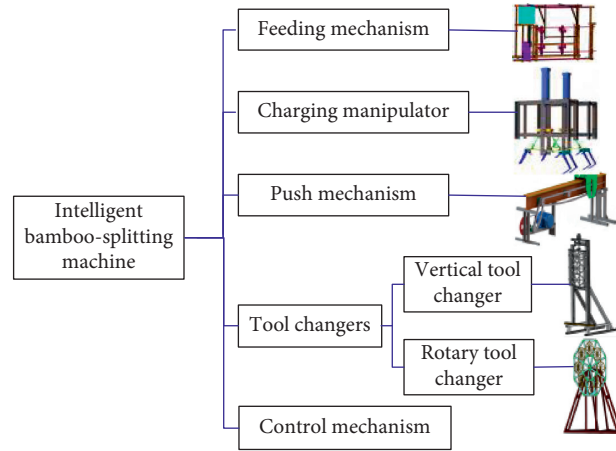 Feeding mechanism
Charging manipulator
Push mechanism
Intelligent
bamboo-splitting
machine
Vertical tool
changer
Tool changers
Rotary tool
changer
Control mechanism